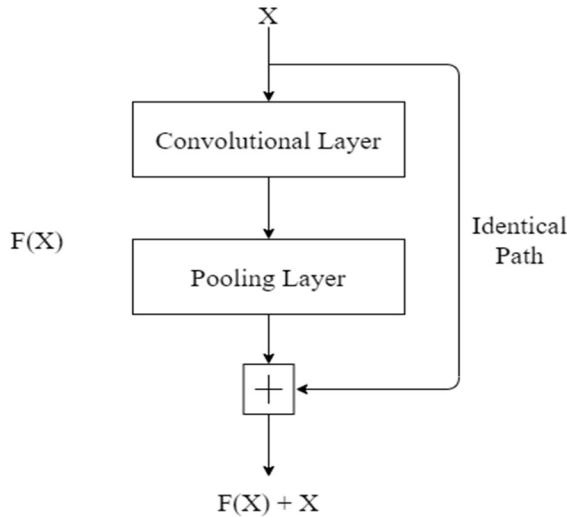 X
Convolutional Layer
F(X)
Identical
Path
Pooling Layer
+
F(X) + X